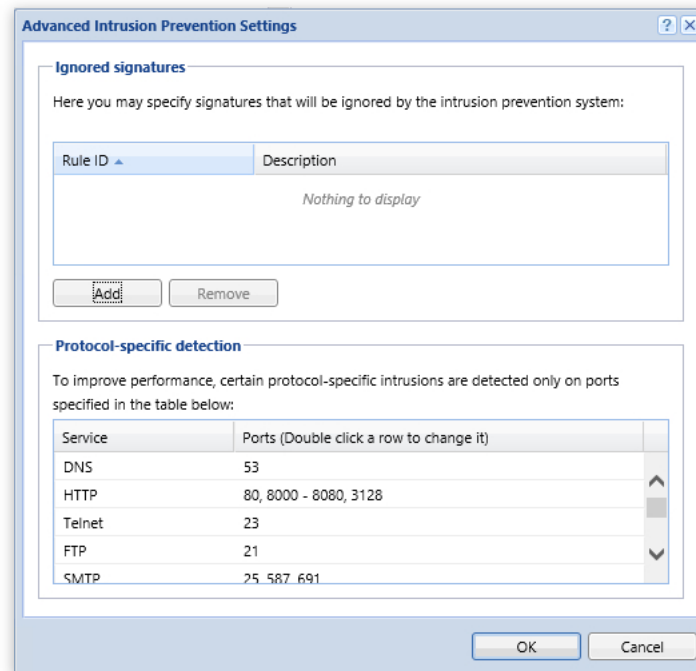 Advanced Intrusion Prevention Settings
Ignored signatures
Here you may specify signatures that will be ignored by the intrusion prevention system:
Rule ID Description
Nothing to display
Add Remove
Protocol-specific detection
To improve performance, certain protocol-specific intrusions are detected only on ports
specified in the table below:
Service Ports (Double click a row to change it)
DNS 53
HTTP 80, 8000 - 8080, 3128
Telnet 23
FTP 21
SMTP 25, 587, 691
OK Cancel